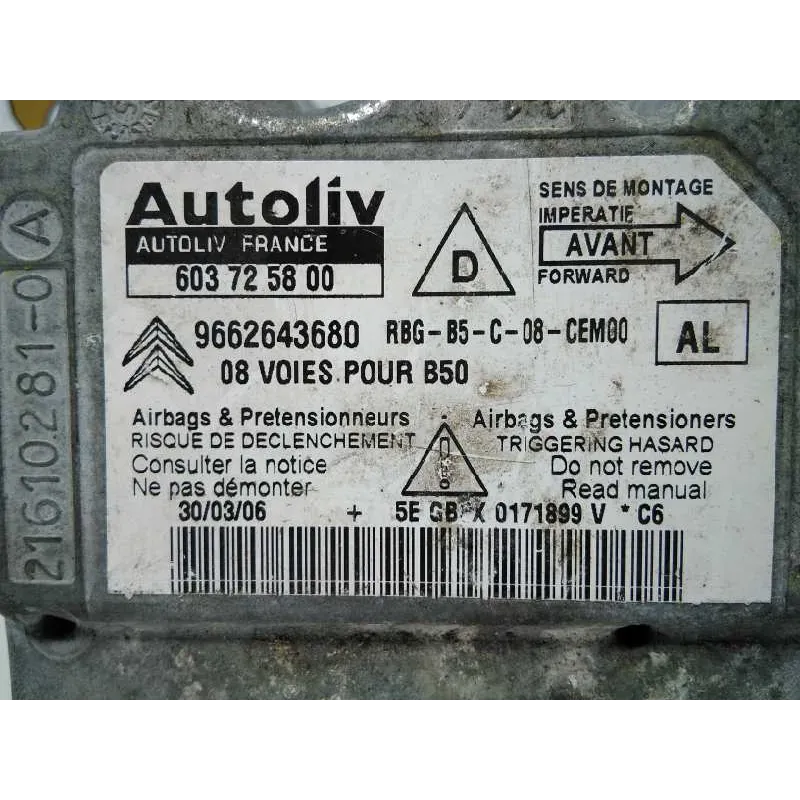 Autoliv
AUTOLIV FRANCE
603 72 58 00
D
SENS DE MONTAGE
IMPERATIF
AVANT
FORWARD
9662643680 RBG-B5-C-08-CEM00
AL
08 VOIES POUR B50
Airbags & Pretensionneurs
RISQUE DE DECLENCHEMENT
Consulter la notice
Ne pas démonter
!
Airbags & Pretensioners
TRIGGERING HASARD
Do not remove
Read manual
30/03/06 + 5E GB X 0171899 V * C6
21610281-0 A